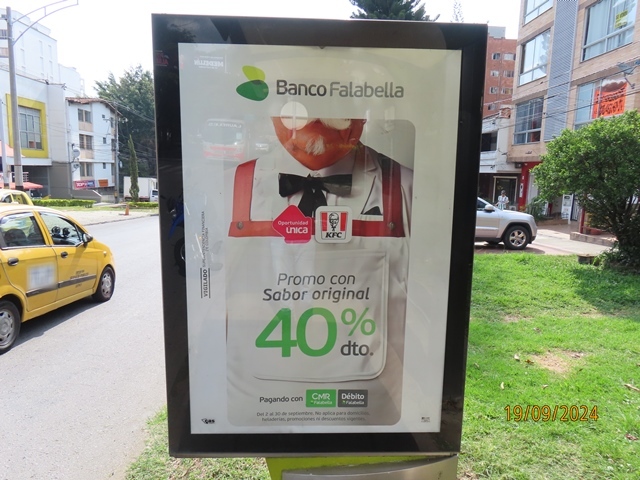 Banco Falabella
Oportunidad
única
KFC
Promo con
Sabor original
40%
dto.
Pagando con
CMR
Falabella
Débito
Falabella
VIGILADO
19/09/2024